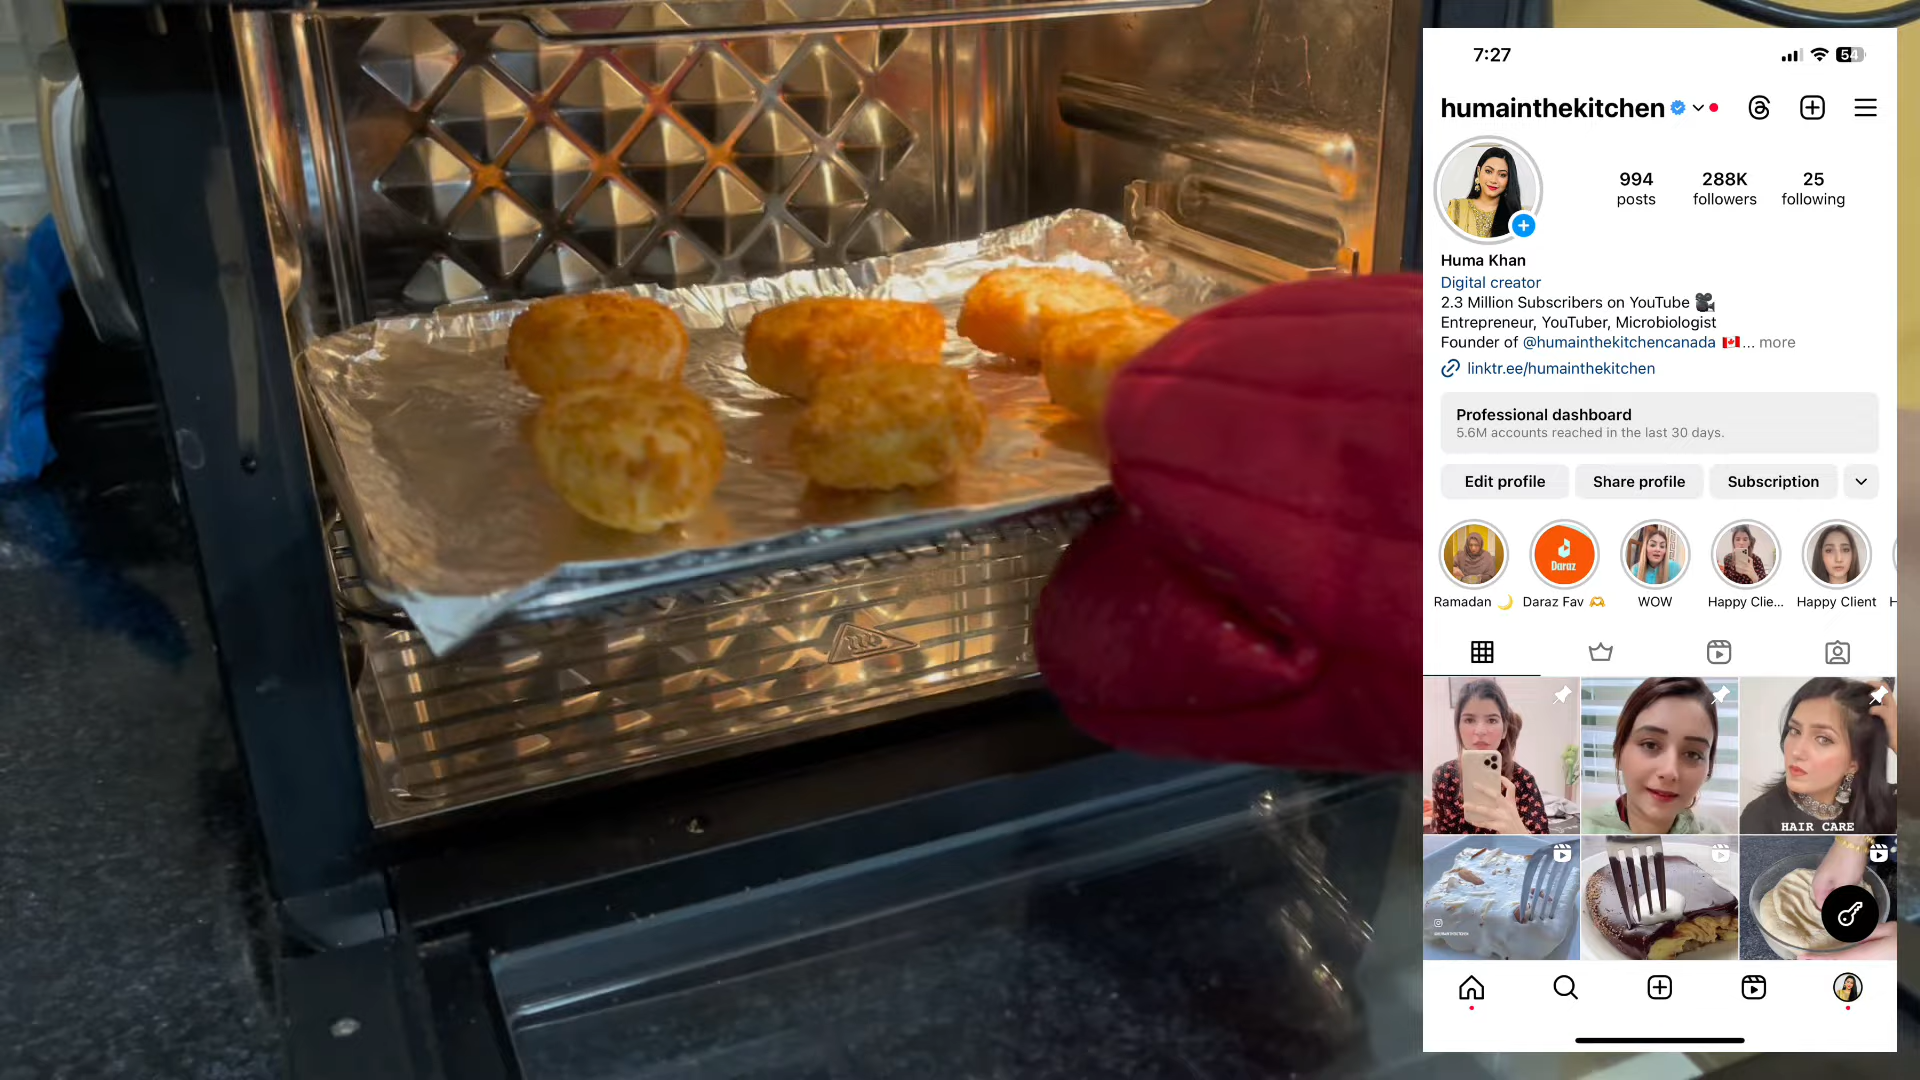 7:27
54
humainthekitchen
994
posts
288K
followers
25
following
Huma Khan
Digital creator
2.3 Million Subscribers on YouTube 🎥
Entrepreneur, YouTuber, Microbiologist
Founder of @humainthekitchencanada 🇨🇦... more
linktr.ee/humainthekitchen
Professional dashboard
5.6M accounts reached in the last 30 days.
Edit profile
Share profile
Subscription
Daraz
Ramadan 🌙
Daraz Fav 🫶
WOW
Happy Clie...
Happy Client
H
HAIR CARE